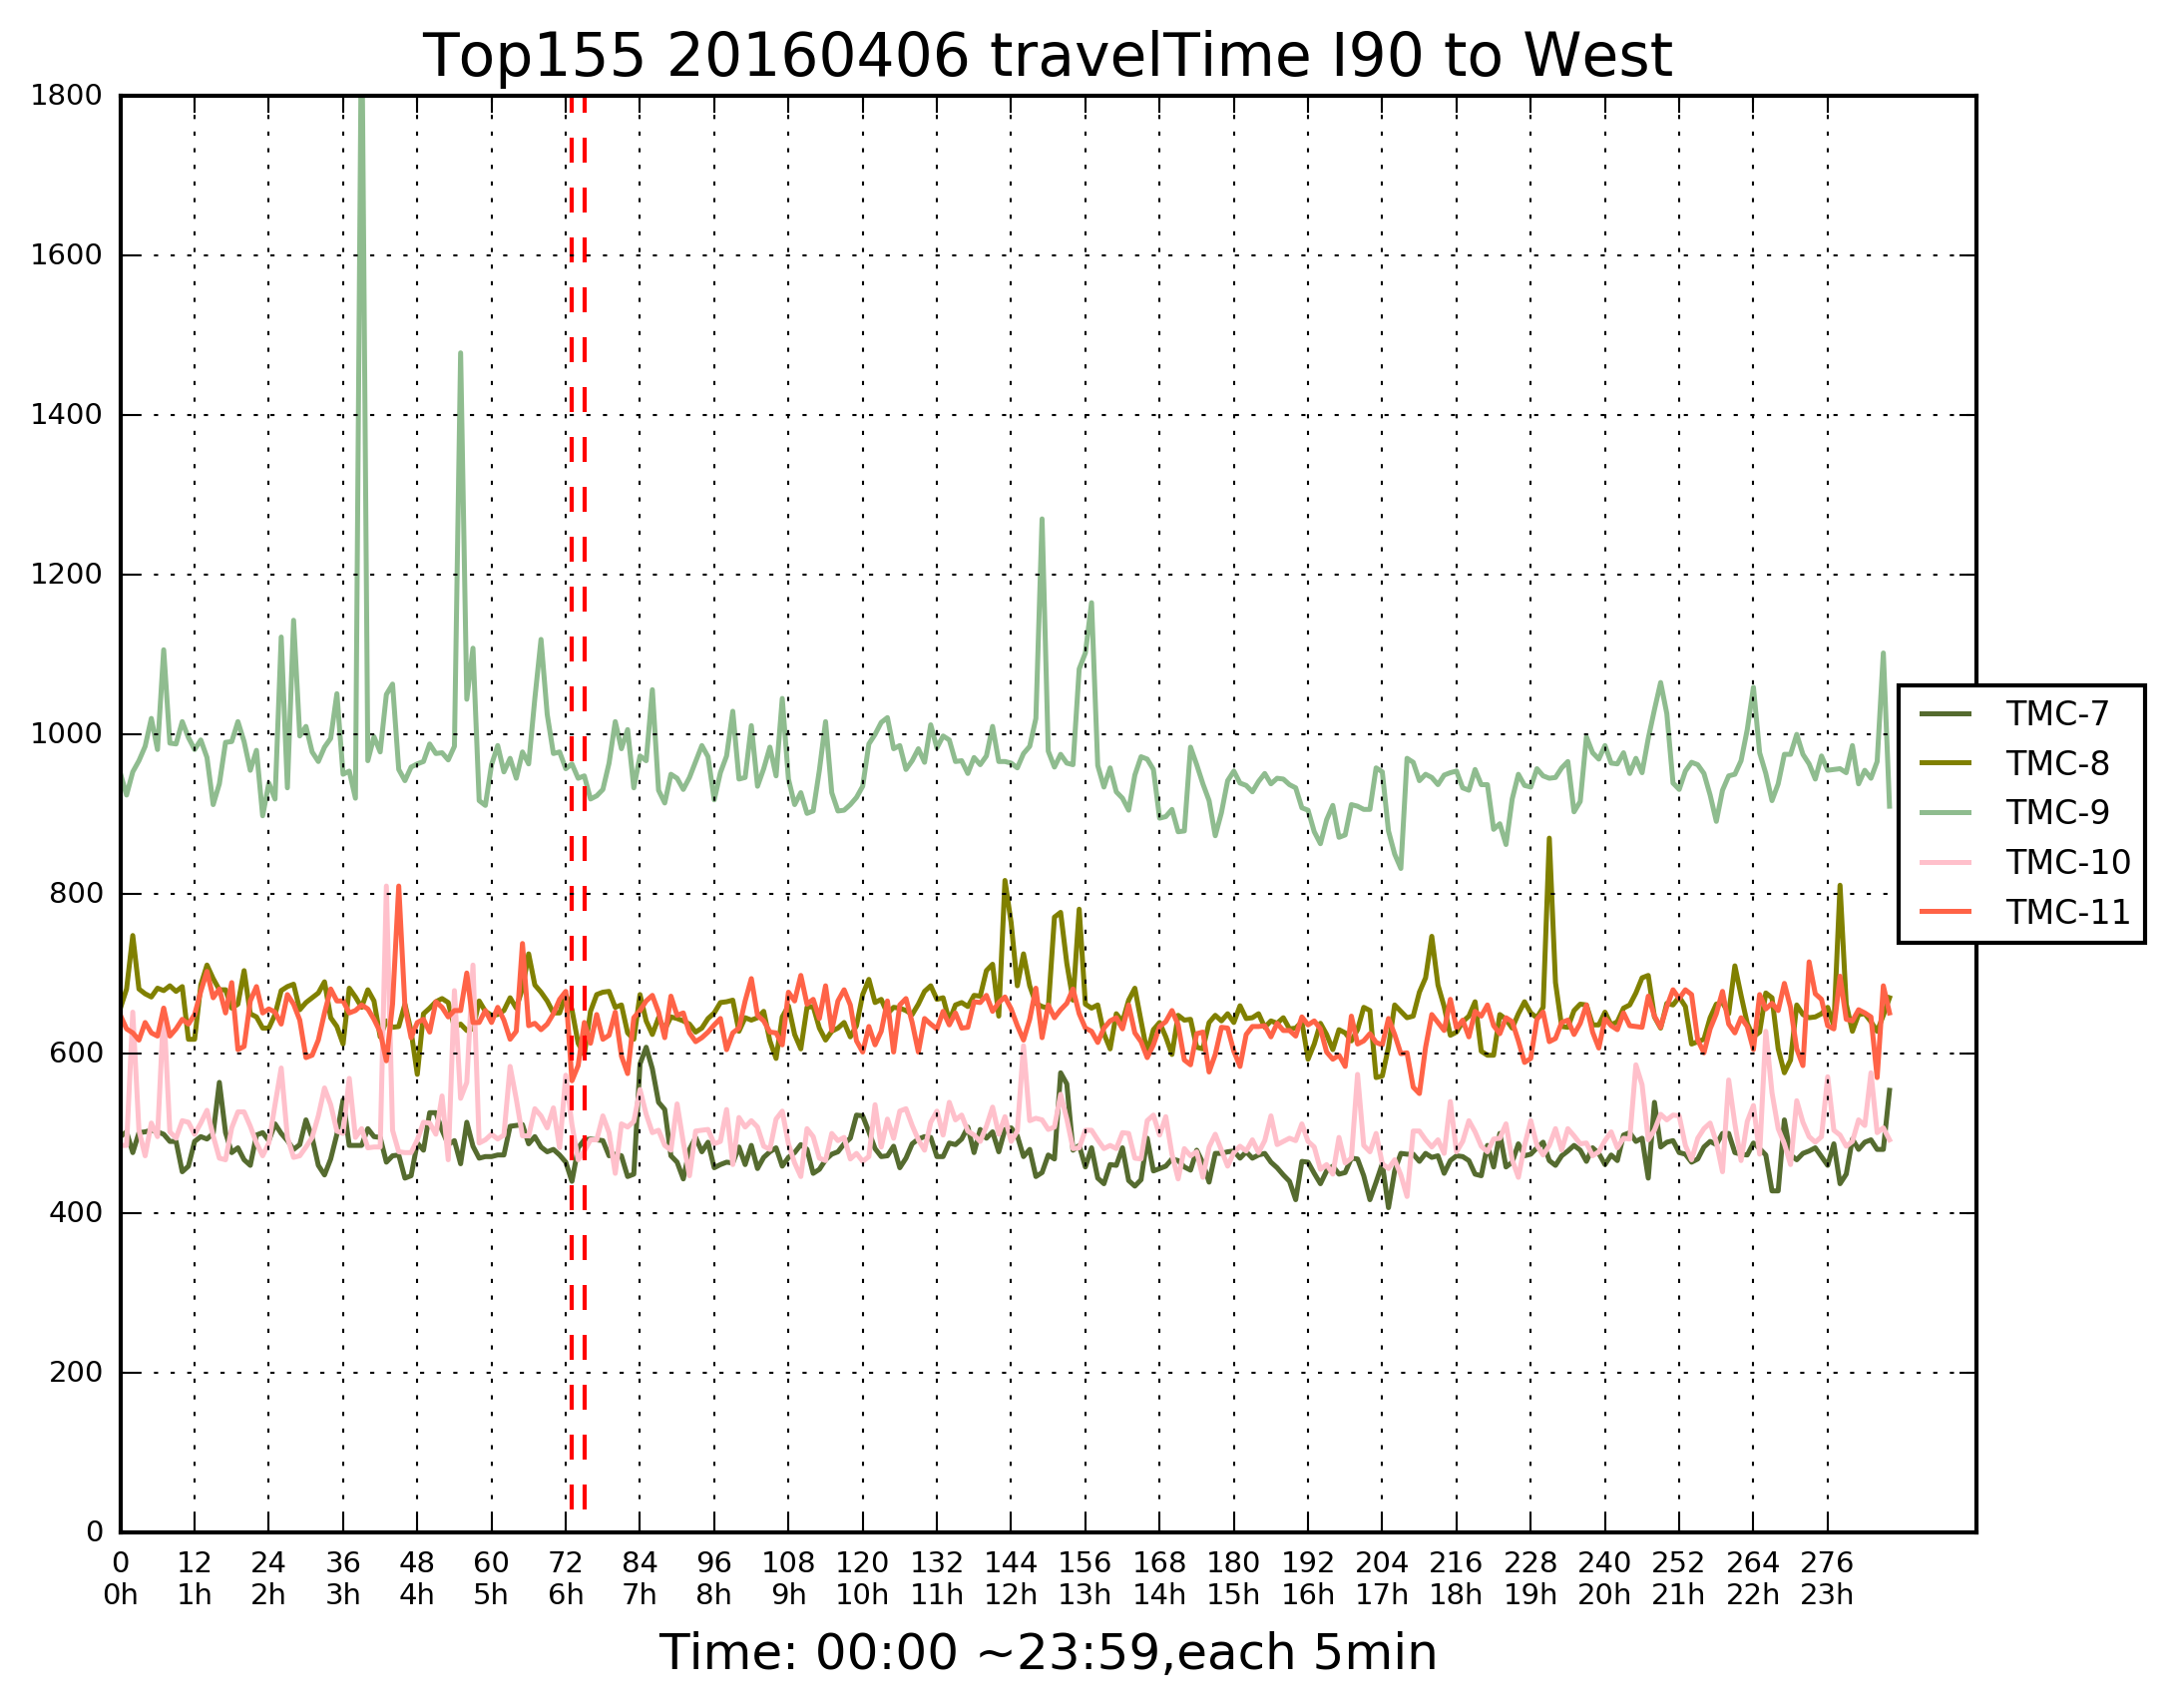 Top155 20160406 travelTime I90 to West
1800
1600
1400
1200
1000
800
600
400
200
0
TMC-7
TMC-8
TMC-9
TMC-10
TMC-11
0 12 24 36 48 60 72 84 96 108 120 132 144 156 168 180 192 204 216 228 240 252 264 276
0h 1h 2h 3h 4h 5h 6h 7h 8h 9h 10h 11h 12h 13h 14h 15h 16h 17h 18h 19h 20h 21h 22h 23h
Time: 00:00 ~23:59,each 5min